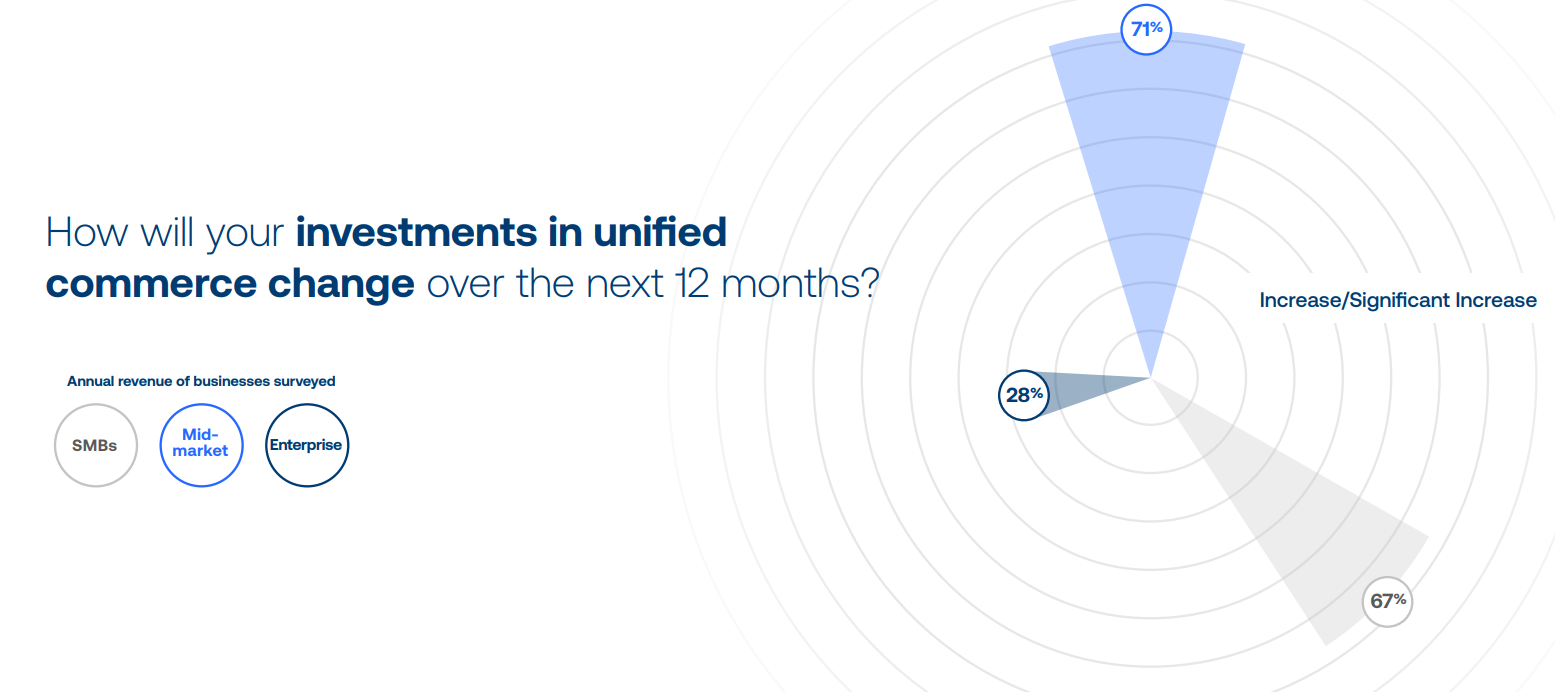 How will your investments in unified
commerce change over the next 12 months?
Annual revenue of businesses surveyed
SMBs
Mid-
market
Enterprise
71%
Increase/Significant Increase
28%
67%